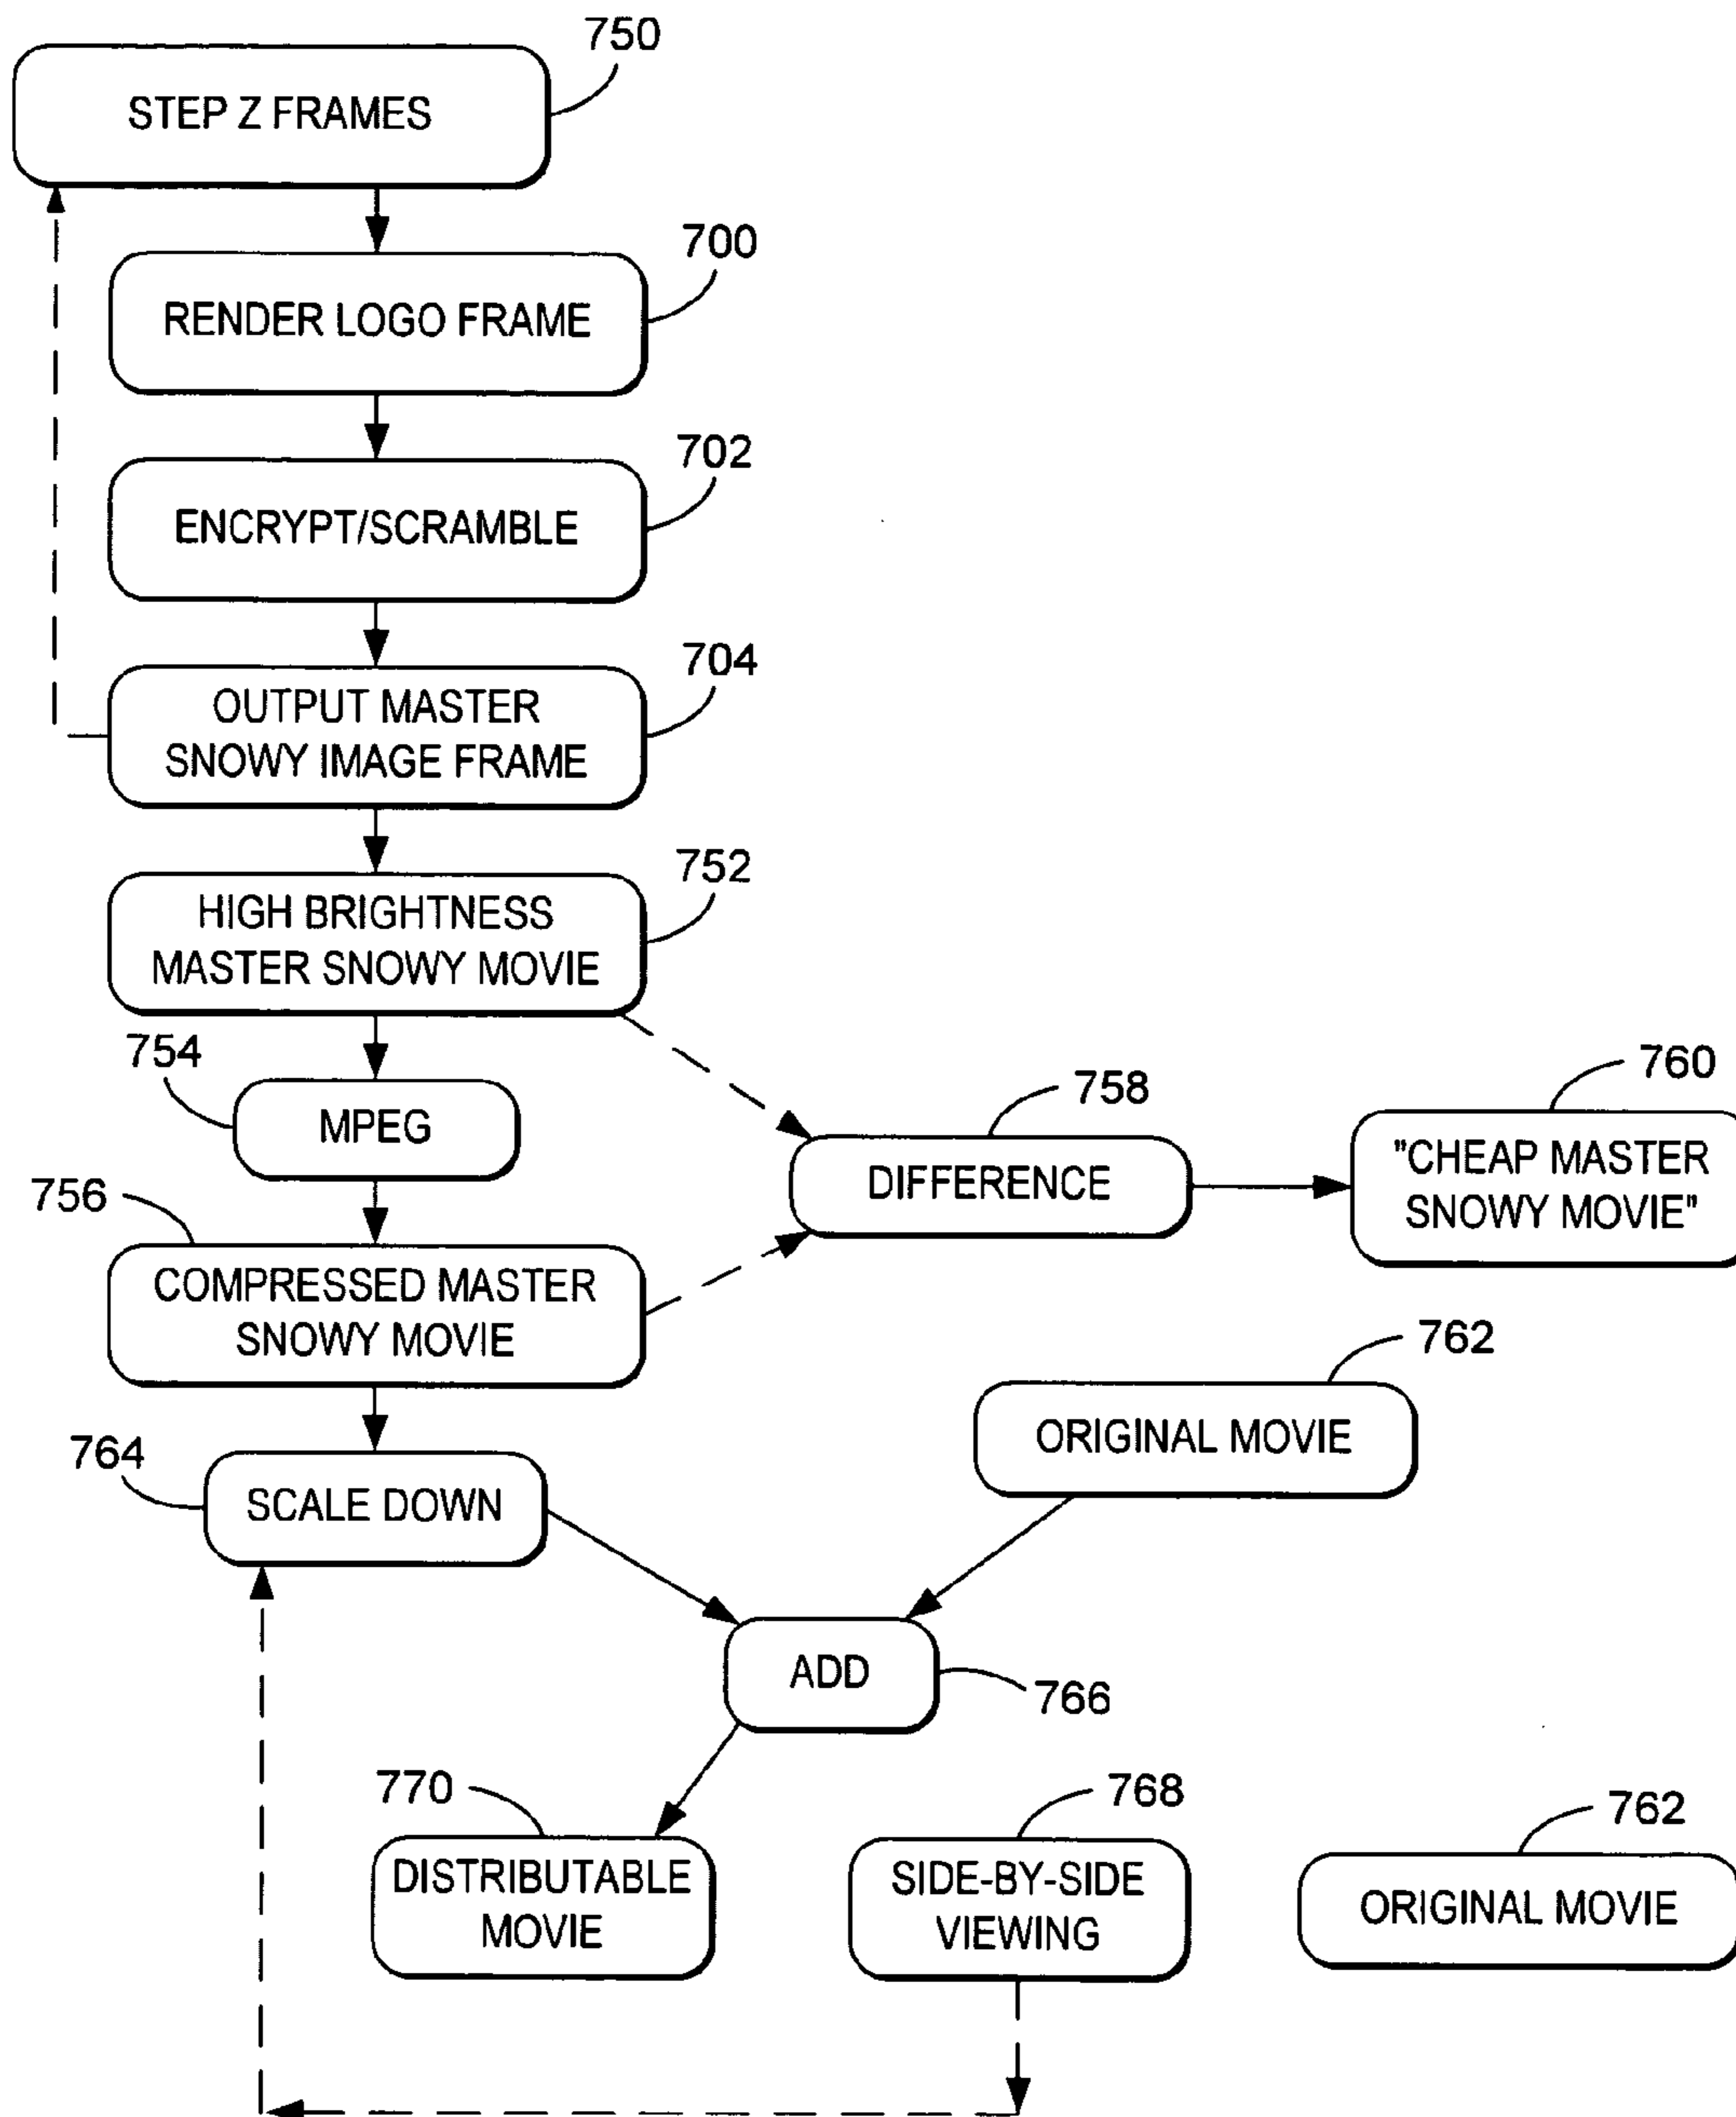 750
STEP Z FRAMES
700
RENDER LOGO FRAME
702
ENCRYPT/SCRAMBLE
704
OUTPUT MASTER
SNOWY IMAGE FRAME
752
HIGH BRIGHTNESS
MASTER SNOWY MOVIE
754
MPEG
758
DIFFERENCE
760
"CHEAP MASTER
SNOWY MOVIE"
756
COMPRESSED MASTER
SNOWY MOVIE
762
ORIGINAL MOVIE
764
SCALE DOWN
ADD
766
770
DISTRIBUTABLE
MOVIE
768
SIDE-BY-SIDE
VIEWING
762
ORIGINAL MOVIE